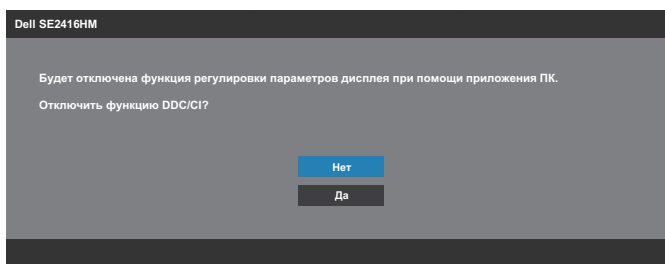 Dell SE2416HM
Будет отключена функция регулировки параметров дисплея при помощи приложения ПК.
Отключить функцию DDC/CI?
Нет
Да